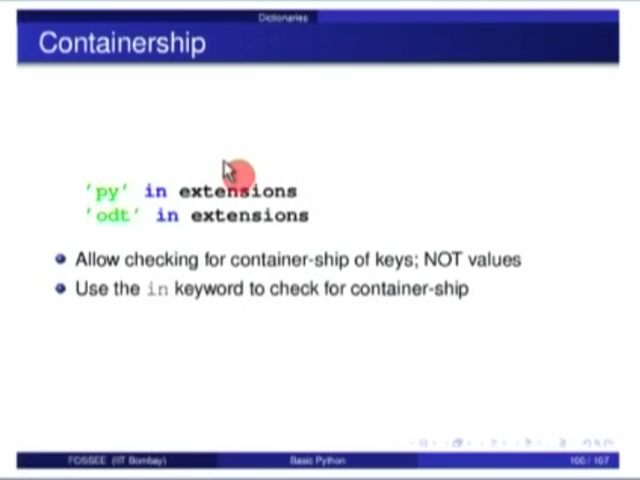 Dictionaries
Containership
'py' in extensions
'odt' in extensions
Allow checking for container-ship of keys; NOT values
Use the in keyword to check for container-ship
FOSSEE (IIT Bombay)
Basic Python